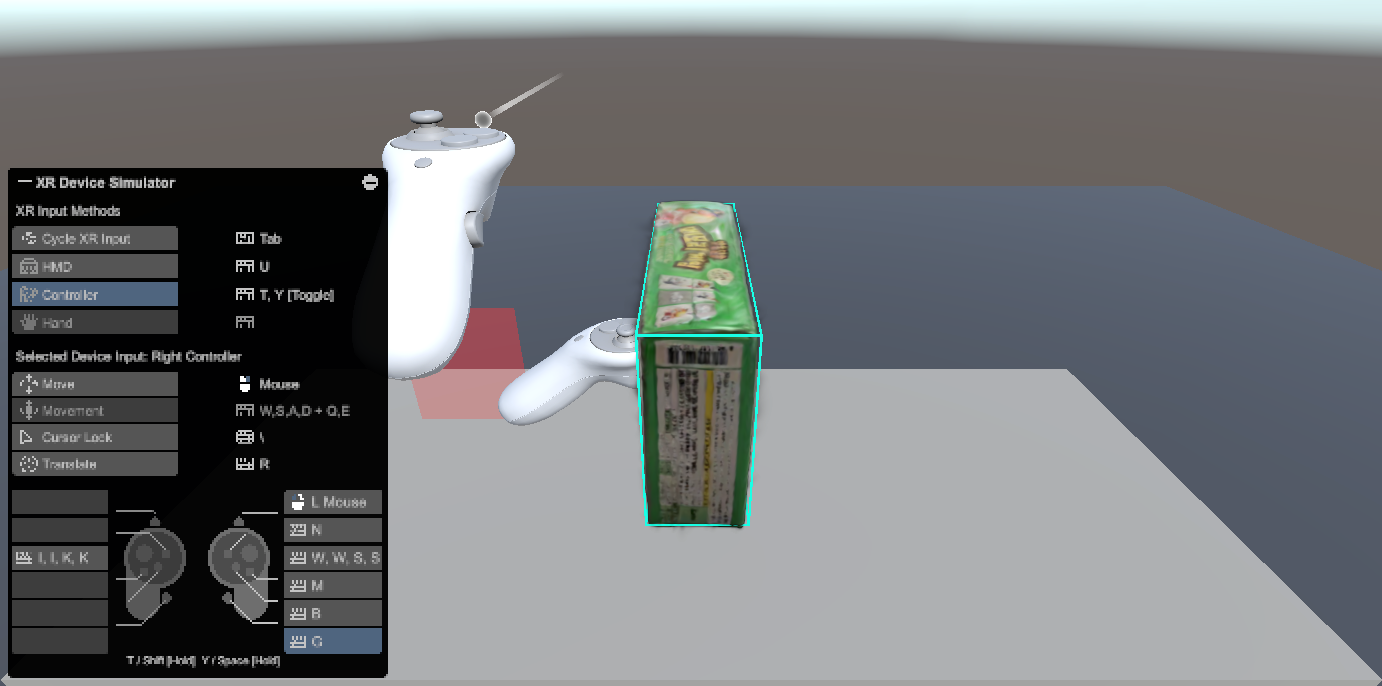 XR Device Simulator
XR Input Methods
Cycle XR Input Tab
HMD U
Controller T, Y [Toggle]
Hand
Selected Device Input: Right Controller
Move Mouse
Movement W,S,A,D + Q,E
Cursor Lock \
Translate R
L Mouse
N
I, I, K, K W, W, S, S
M
B
G
T / Shift [Hold] Y / Space [Hold]